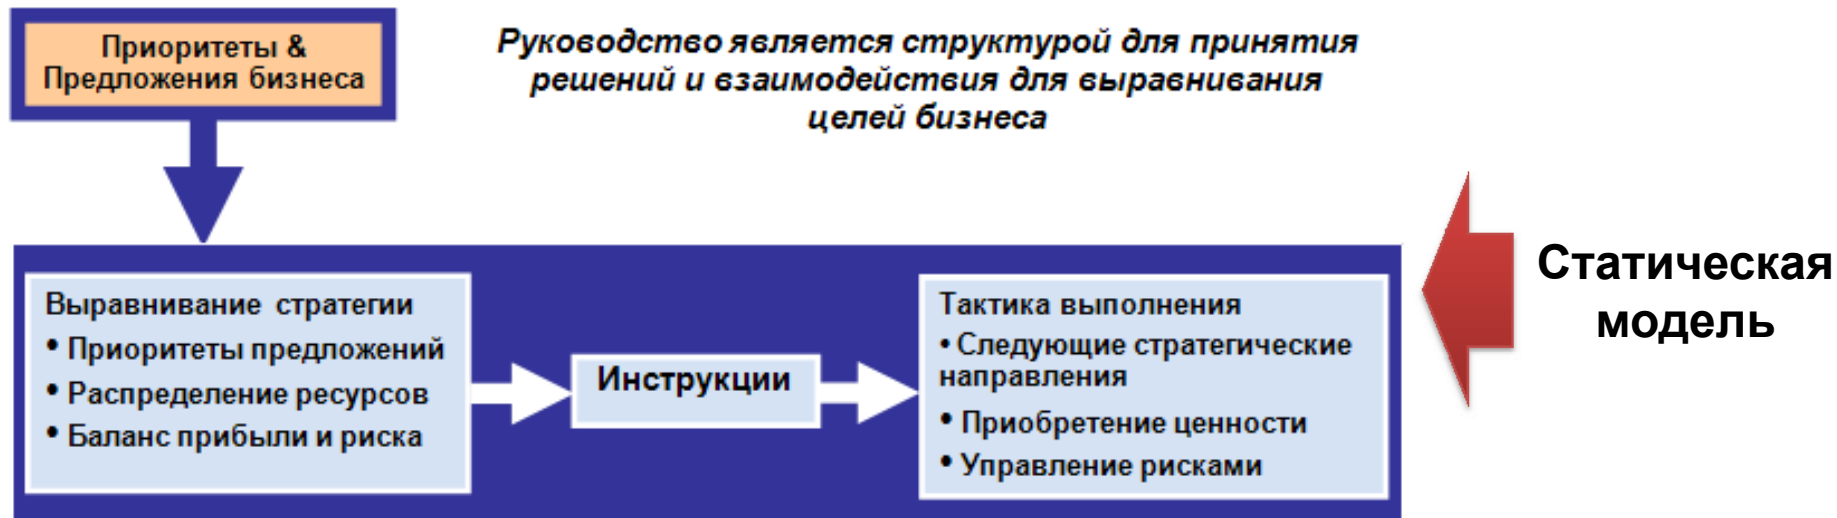 Приоритеты &
Предложения бизнеса
Руководство является структурой для принятия
решений и взаимодействия для выравнивания
целей бизнеса
Выравнивание стратегии
• Приоритеты предложений
• Распределение ресурсов
• Баланс прибыли и риска
Инструкции
Тактика выполнения
• Следующие стратегические
направления
• Приобретение ценности
• Управление рисками
Статическая
модель